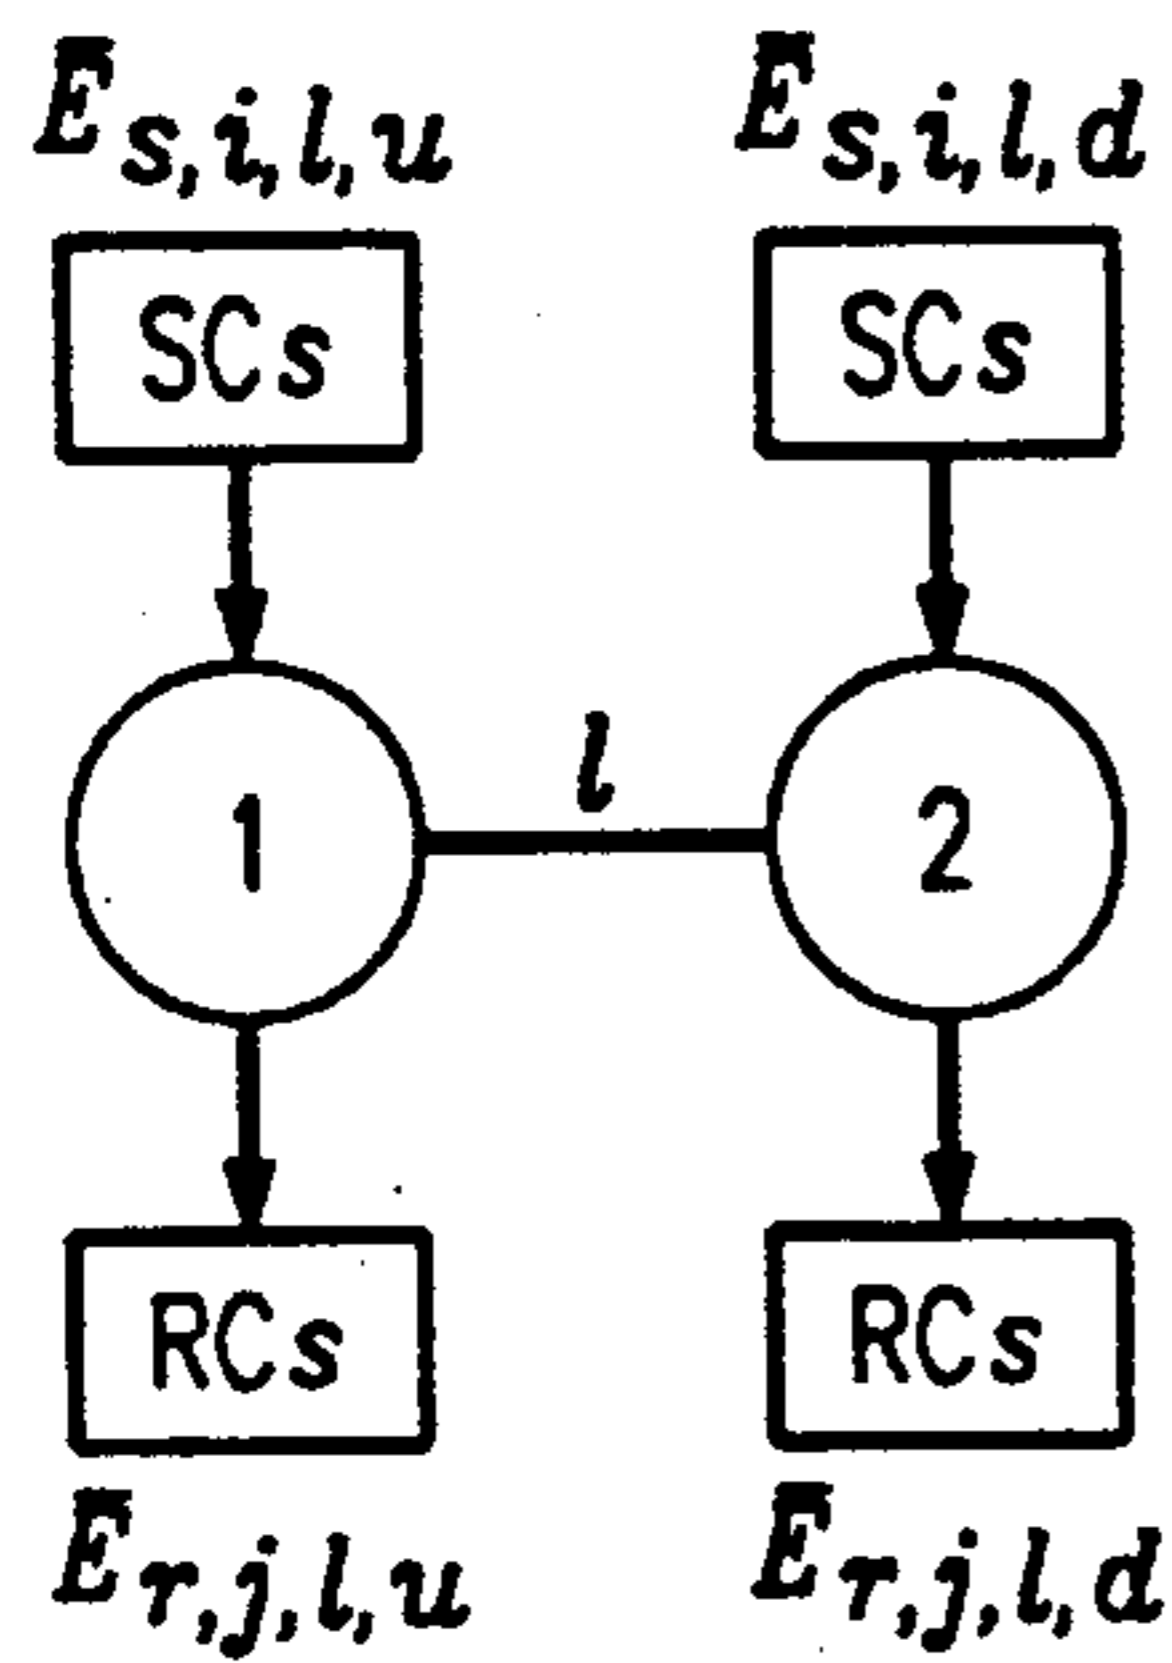 E̅s,i,l,u E̅s,i,l,d
SCs SCs
l
1 2
RCs RCs
E̅r,j,l,u E̅r,j,l,d